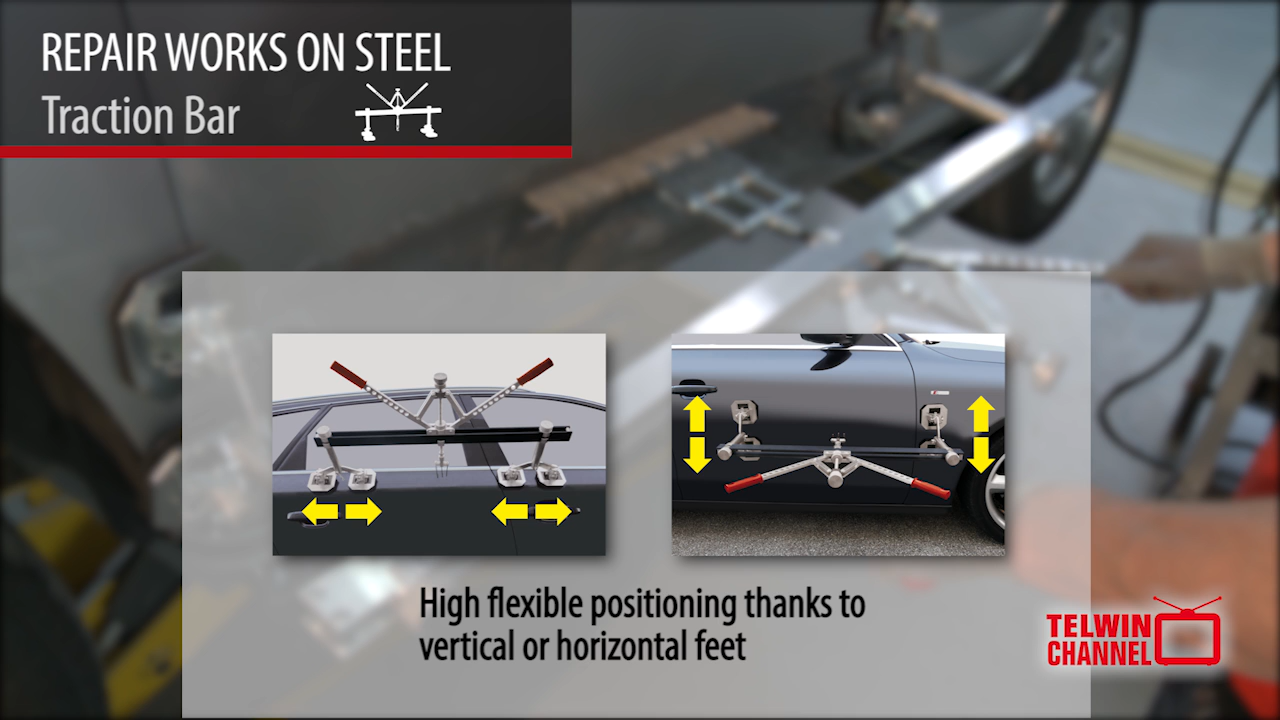 REPAIR WORKS ON STEEL
Traction Bar
High flexible positioning thanks to
vertical or horizontal feet
TELWIN
CHANNEL